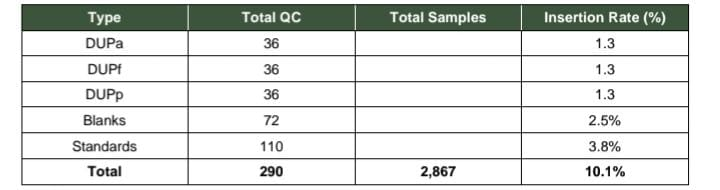 Type Total QC Total Samples Insertion Rate (%)
DUPa 36 1.3
DUPf 36 1.3
DUPp 36 1.3
Blanks 72 2.5%
Standards 110 3.8%
Total 290 2,867 10.1%